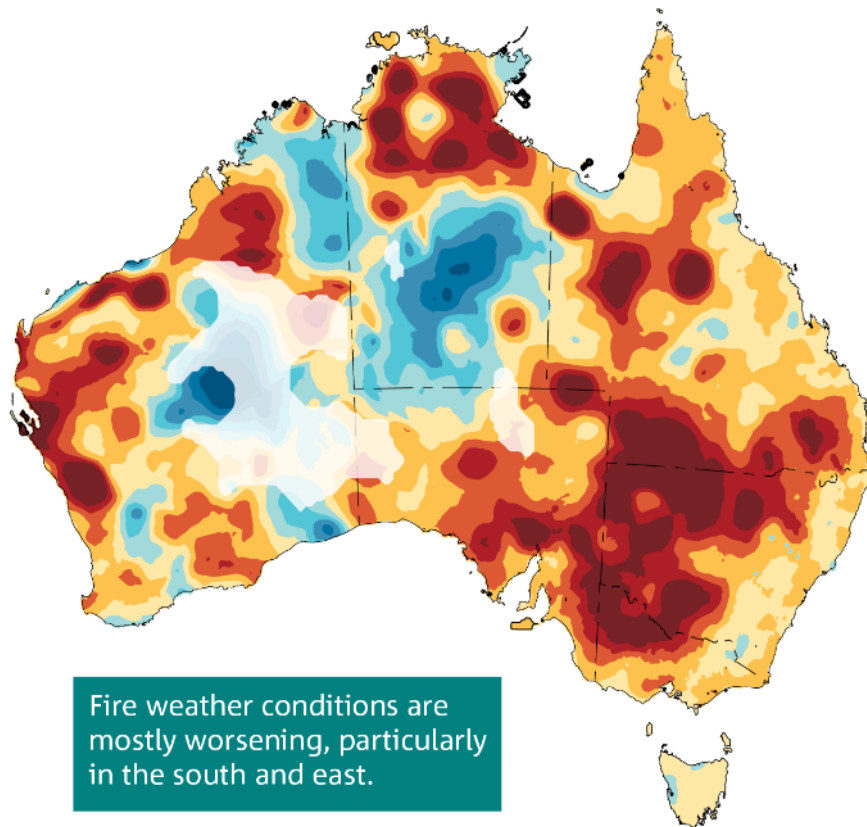 Fire weather conditions are
mostly worsening, particularly
in the south and east.